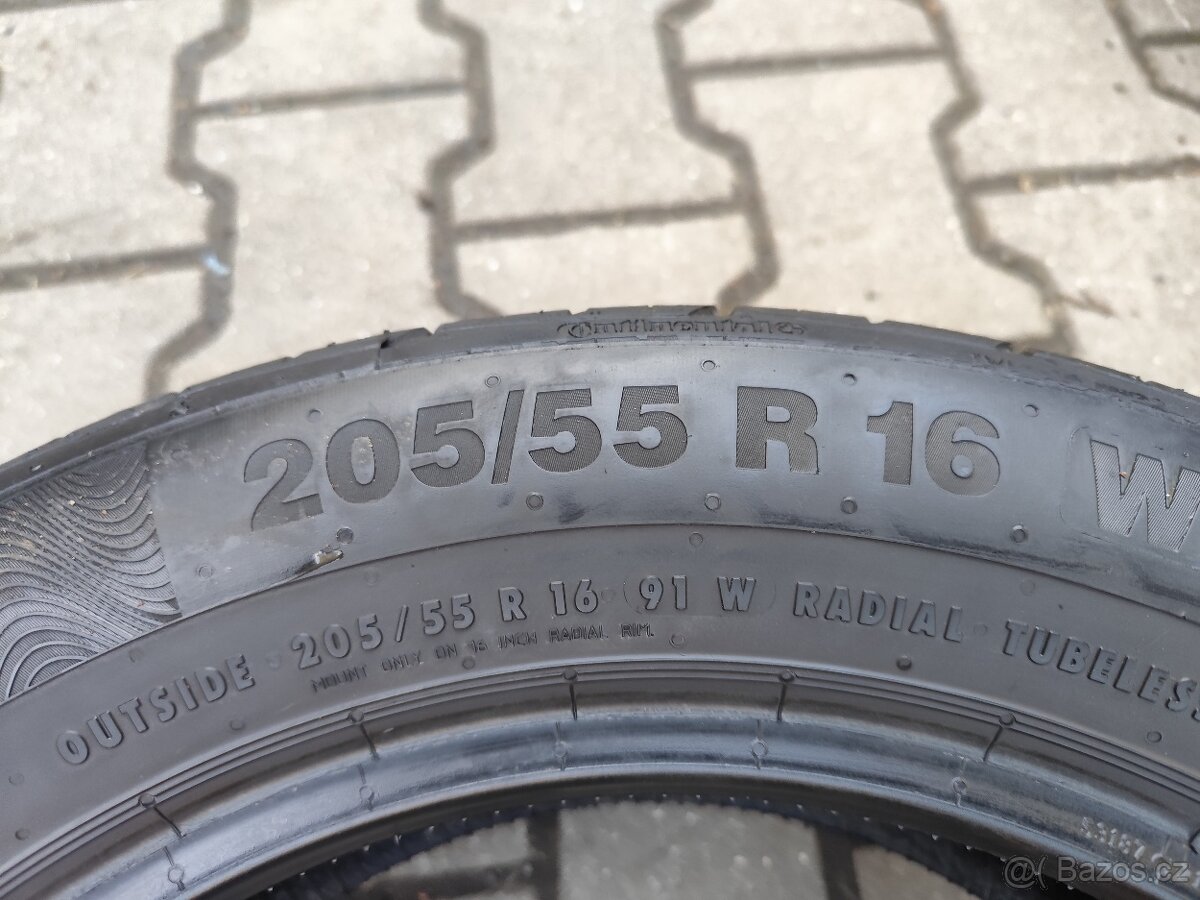 Continental
205/55 R 16 W
OUTSIDE · 205/55 R 16 (91 W) RADIAL · TUBELESS
MOUNT ONLY ON 16 INCH RADIAL RIM.
@ Bazos.cz